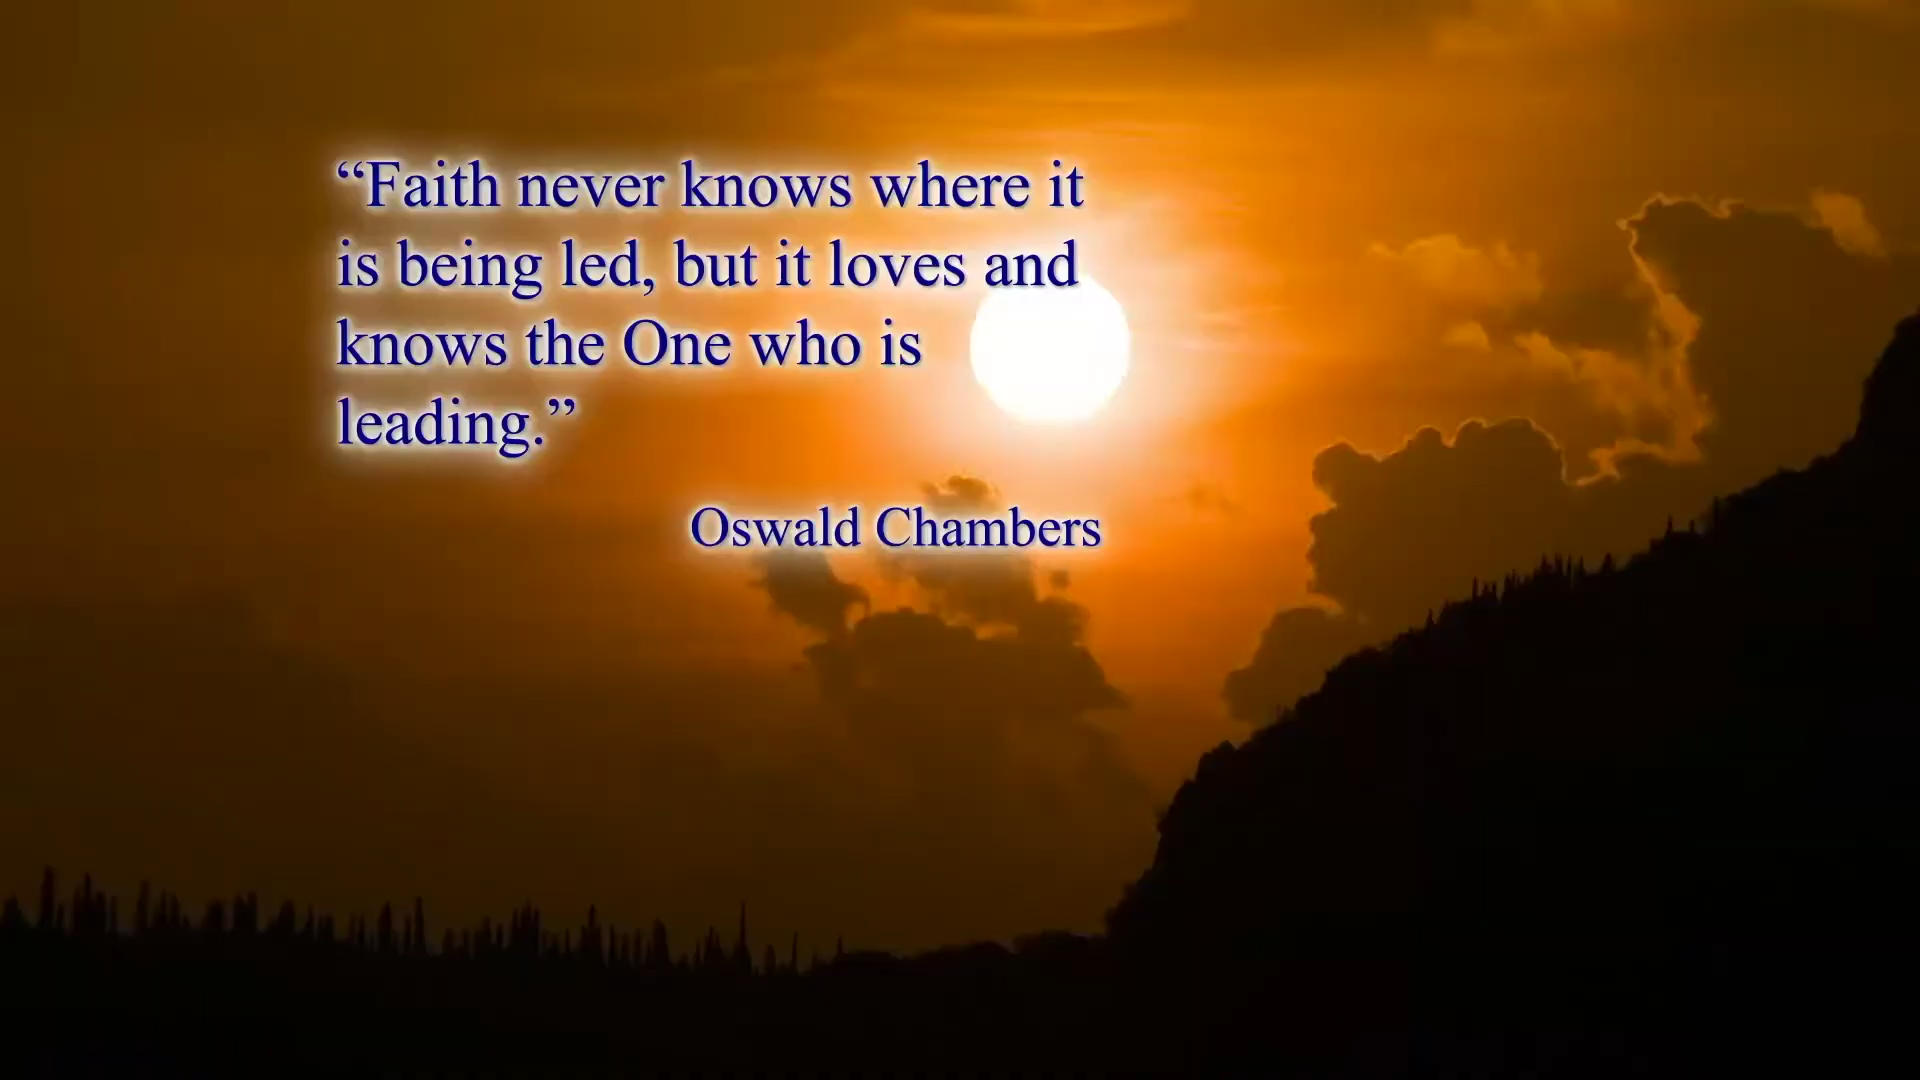 “Faith never knows where it
is being led, but it loves and
knows the One who is
leading.”
Oswald Chambers